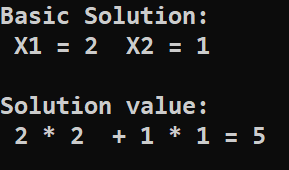 Basic Solution:
X1 = 2  X2 = 1
Solution value:
2 * 2  + 1 * 1 = 5